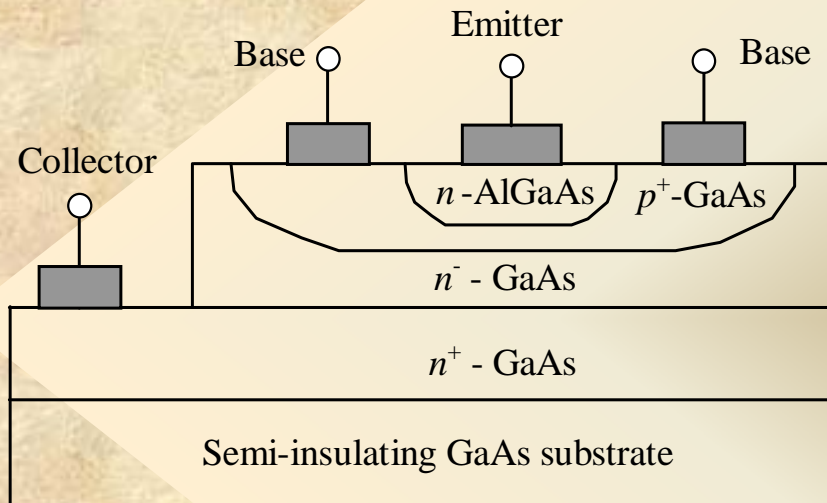 Emitter
Base
Base
Collector
n -AlGaAs
p⁺-GaAs
n⁻ - GaAs
n⁺ - GaAs
Semi-insulating GaAs substrate